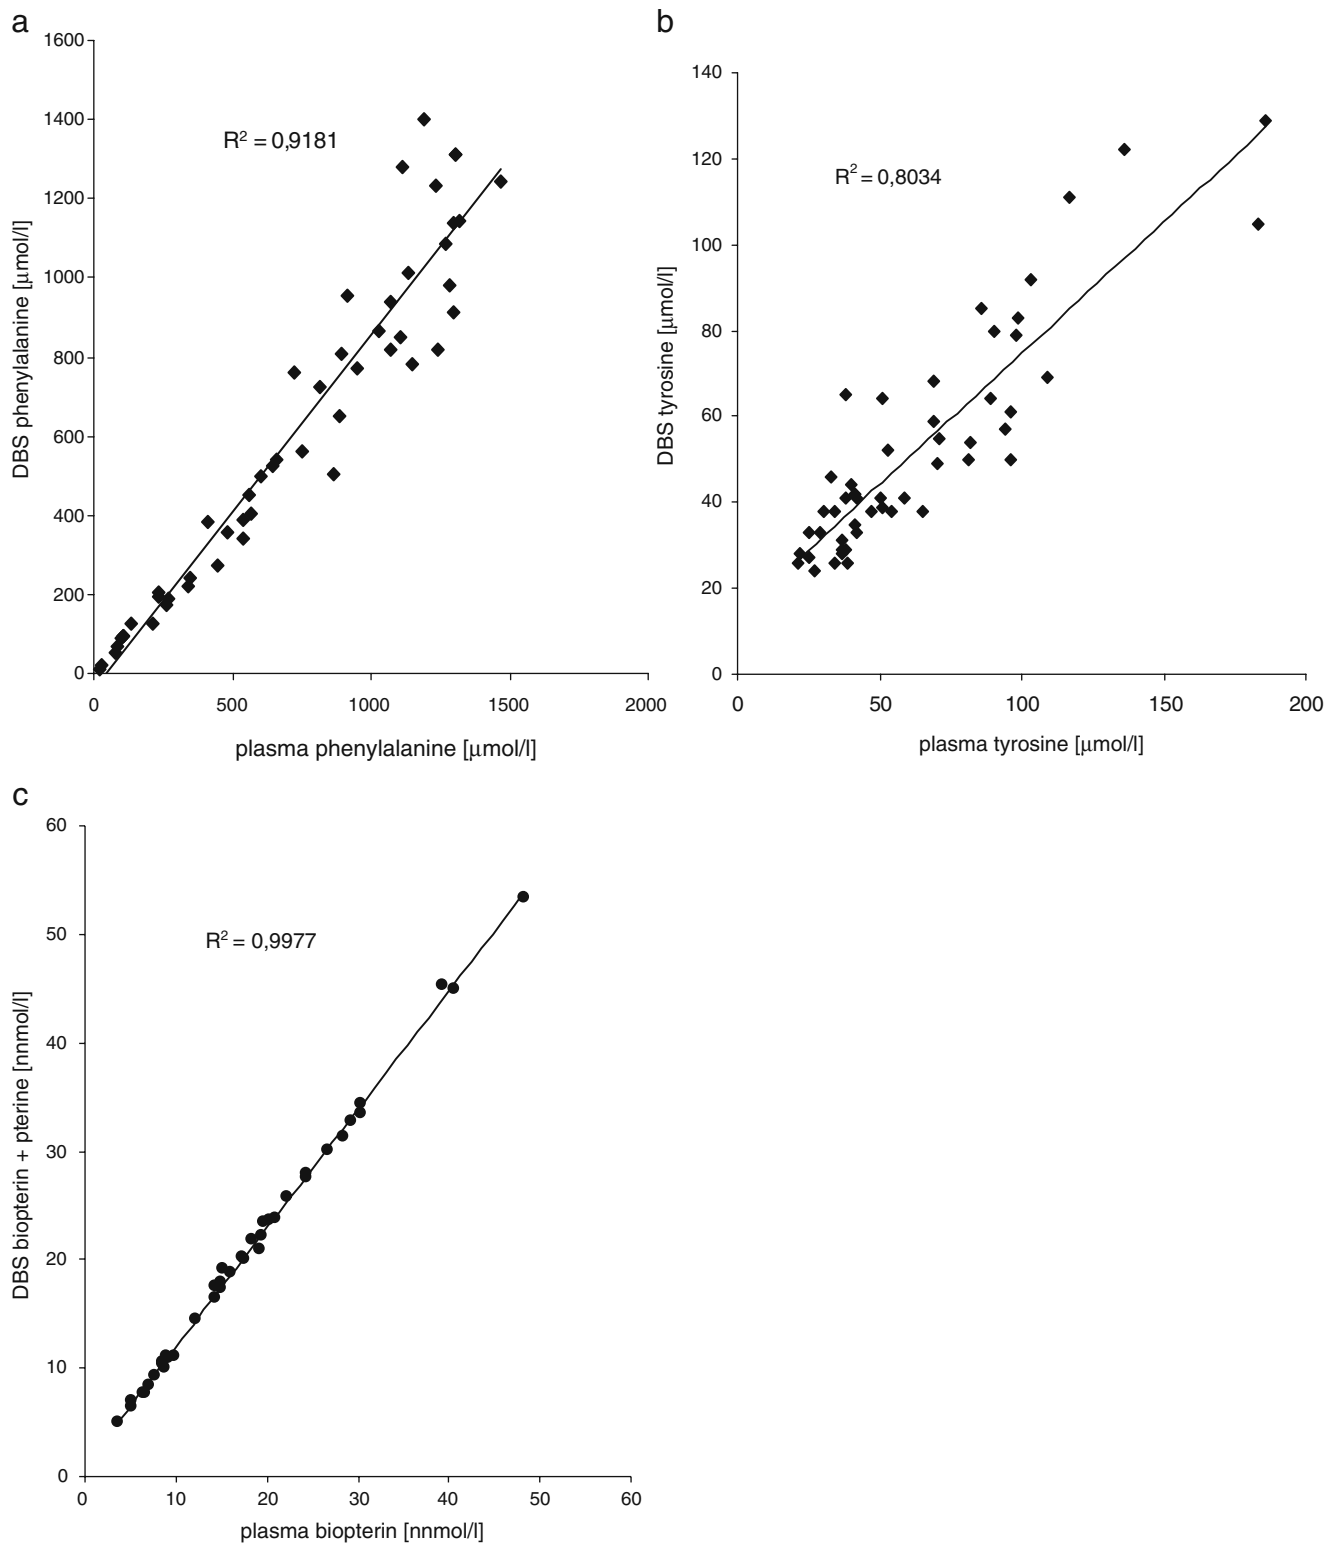 a
1600
1400
1200
1000
800
600
400
200
0
R² = 0,9181
DBS phenylalanine [μmol/l]
0 500 1000 1500 2000
plasma phenylalanine [μmol/l]
b
140
120
100
80
60
40
20
0
R² = 0,8034
DBS tyrosine [μmol/l]
0 50 100 150 200
plasma tyrosine [μmol/l]
c
60
50
40
30
20
10
0
R² = 0,9977
DBS biopterin + pterine [nnmol/l]
0 10 20 30 40 50 60
plasma biopterin [nnmol/l]